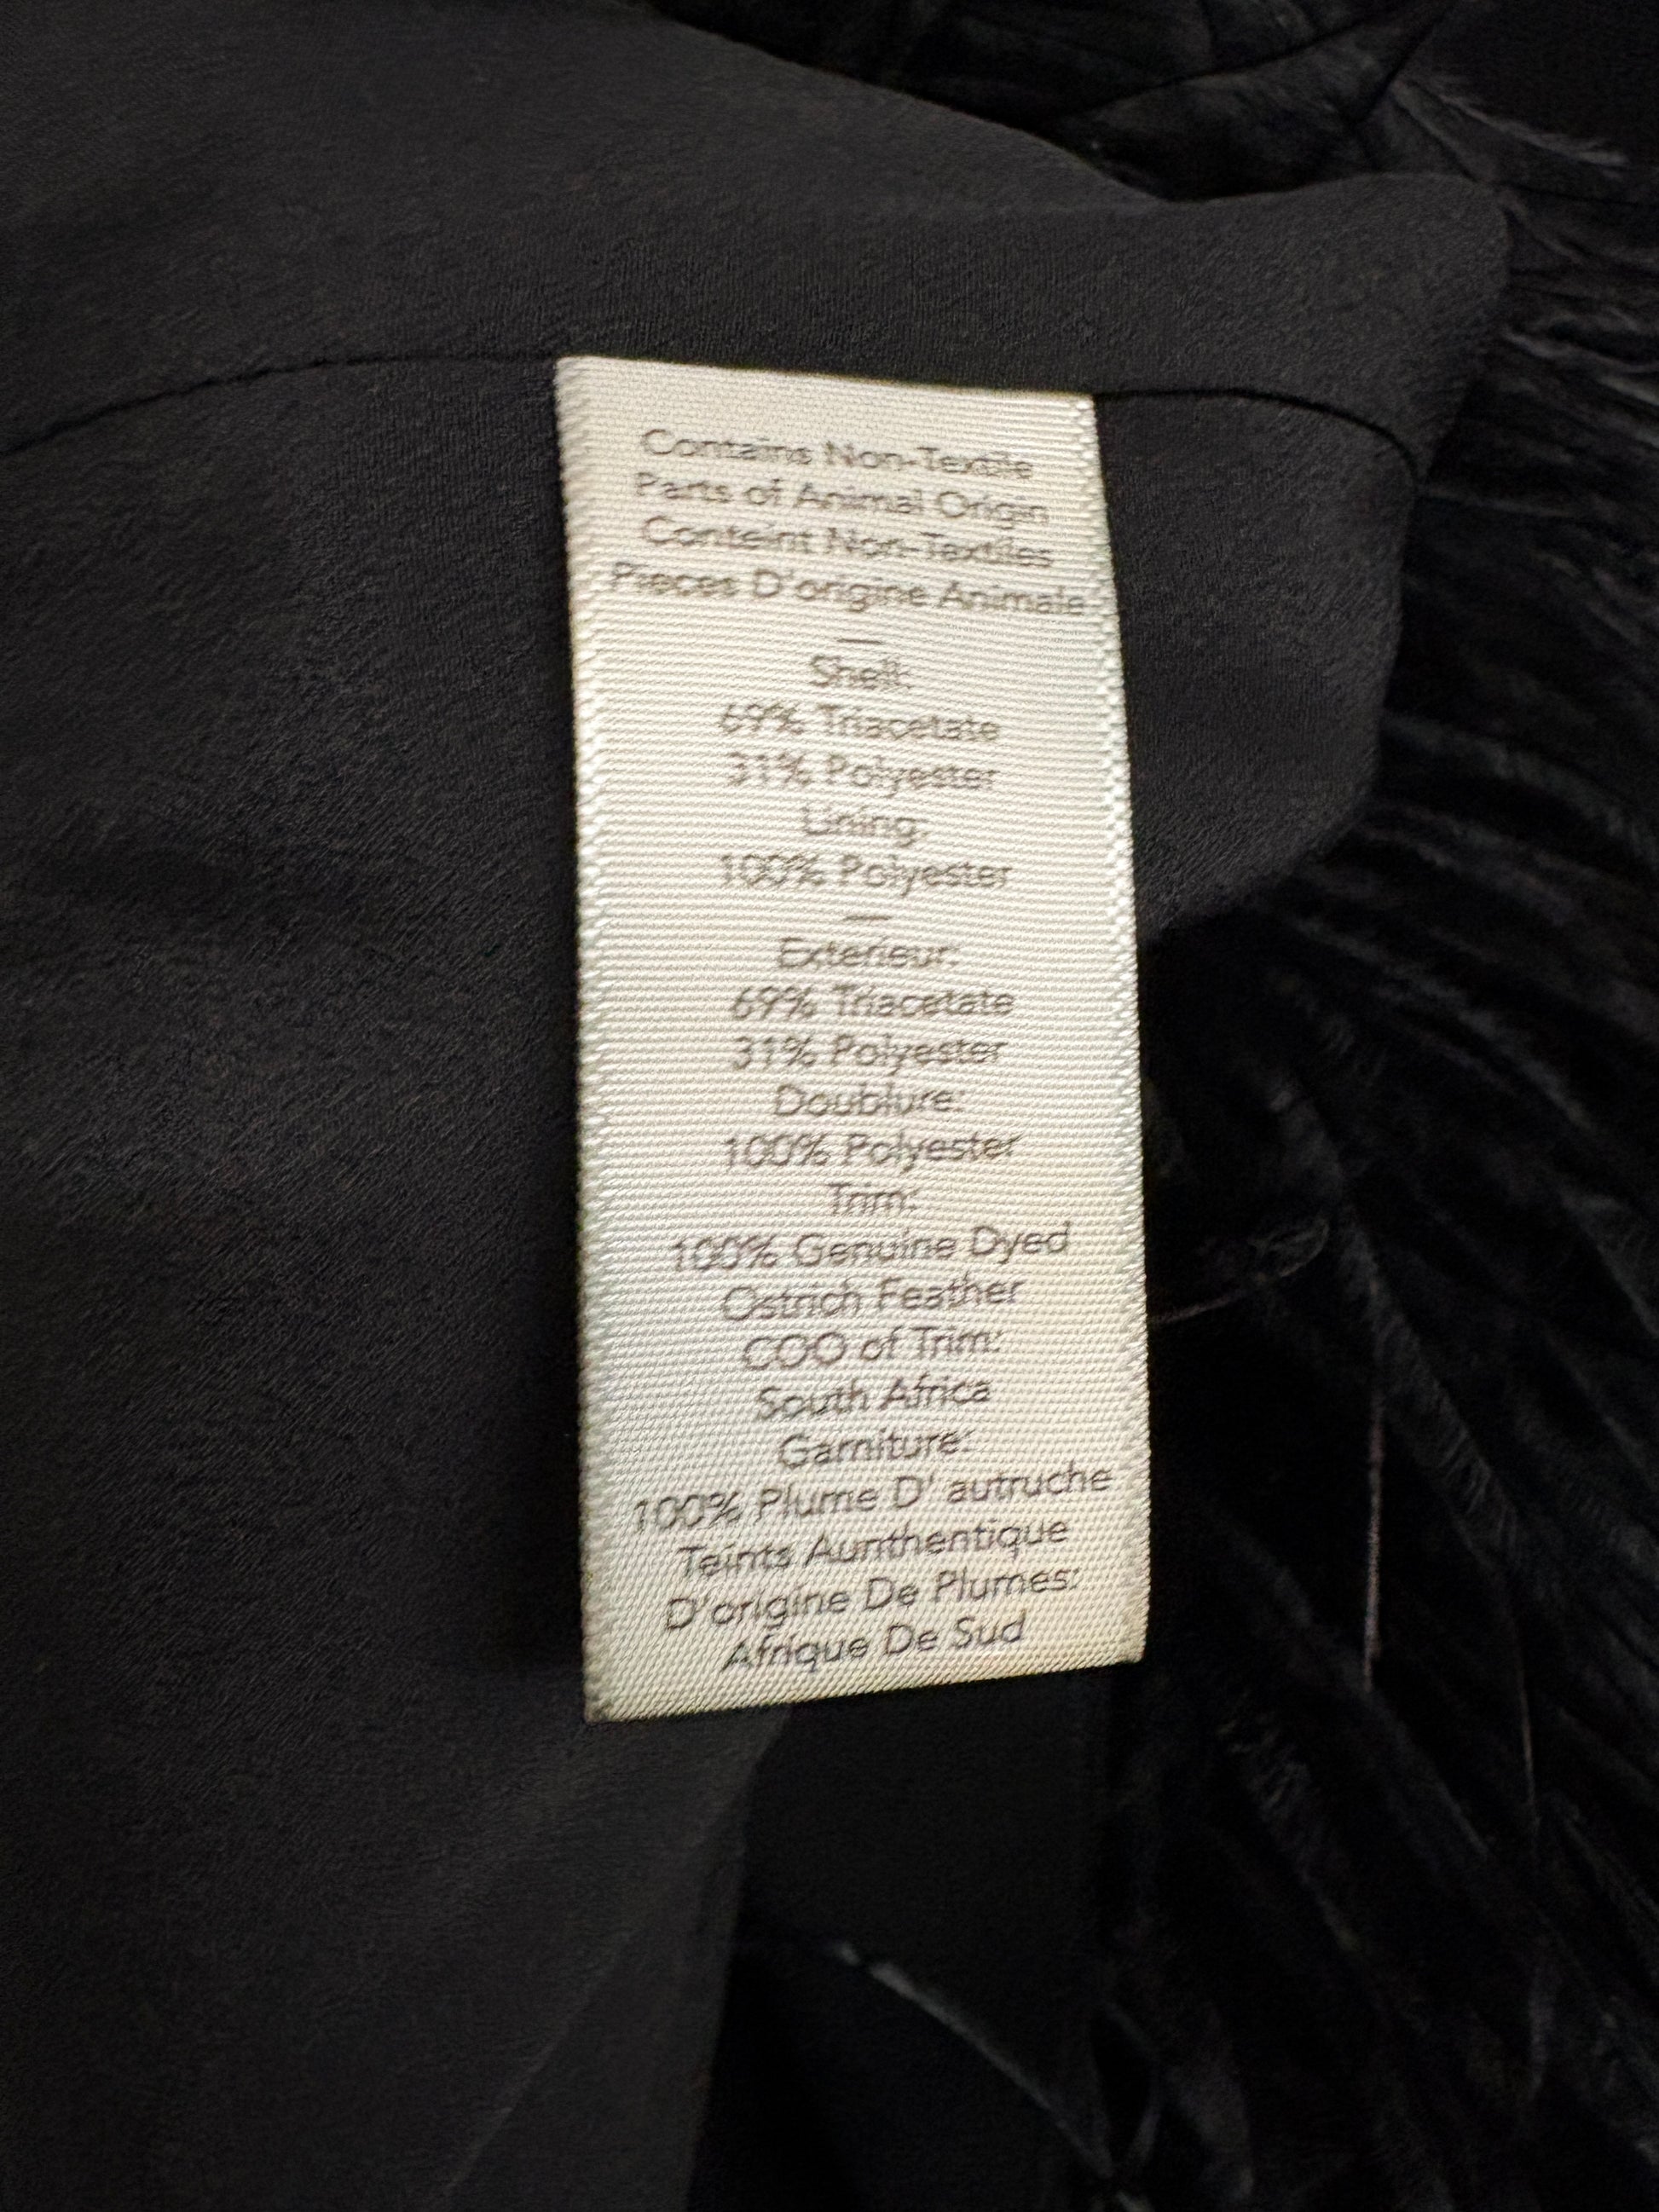 Contains Non-Textile
Parts of Animal Origin
Conteint Non-Textiles
Pieces D'origine Animale
—
Shell:
69% Triacetate
31% Polyester
Lining:
100% Polyester
—
Exterieur:
69% Triacetate
31% Polyester
Doublure:
100% Polyester
Trim:
100% Genuine Dyed
Ostrich Feather
COO of Trim:
South Africa
Garniture:
100% Plume D' autruche
Teints Aunthentique
D'origine De Plumes:
Afrique De Sud